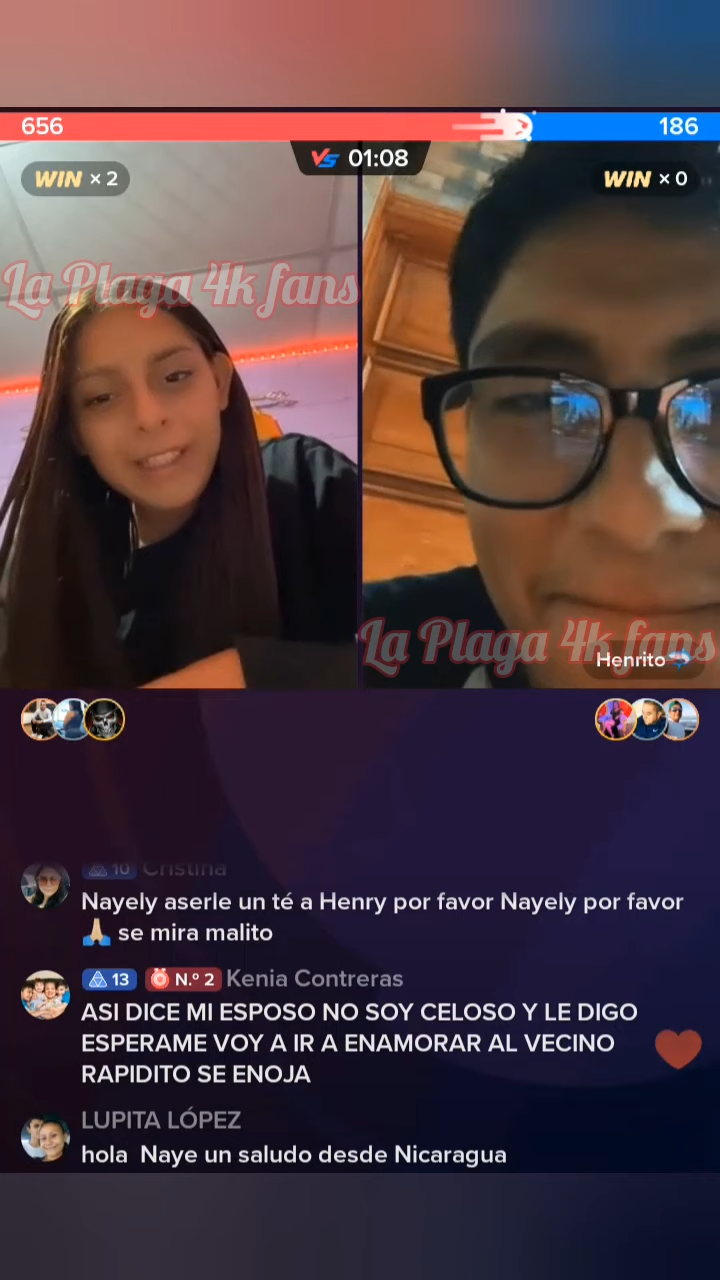 656
186
VS 01:08
WIN × 2
WIN × 0
La Plaga 4k fans
La Plaga 4k fans
Henrito
10 Cristina
Nayely aserle un té a Henry por favor Nayely por favor
🙏🏼 se mira malito
13 N.º 2 Kenia Contreras
ASI DICE MI ESPOSO NO SOY CELOSO Y LE DIGO
ESPERAME VOY A IR A ENAMORAR AL VECINO
RAPIDITO SE ENOJA
LUPITA LÓPEZ
hola Naye un saludo desde Nicaragua